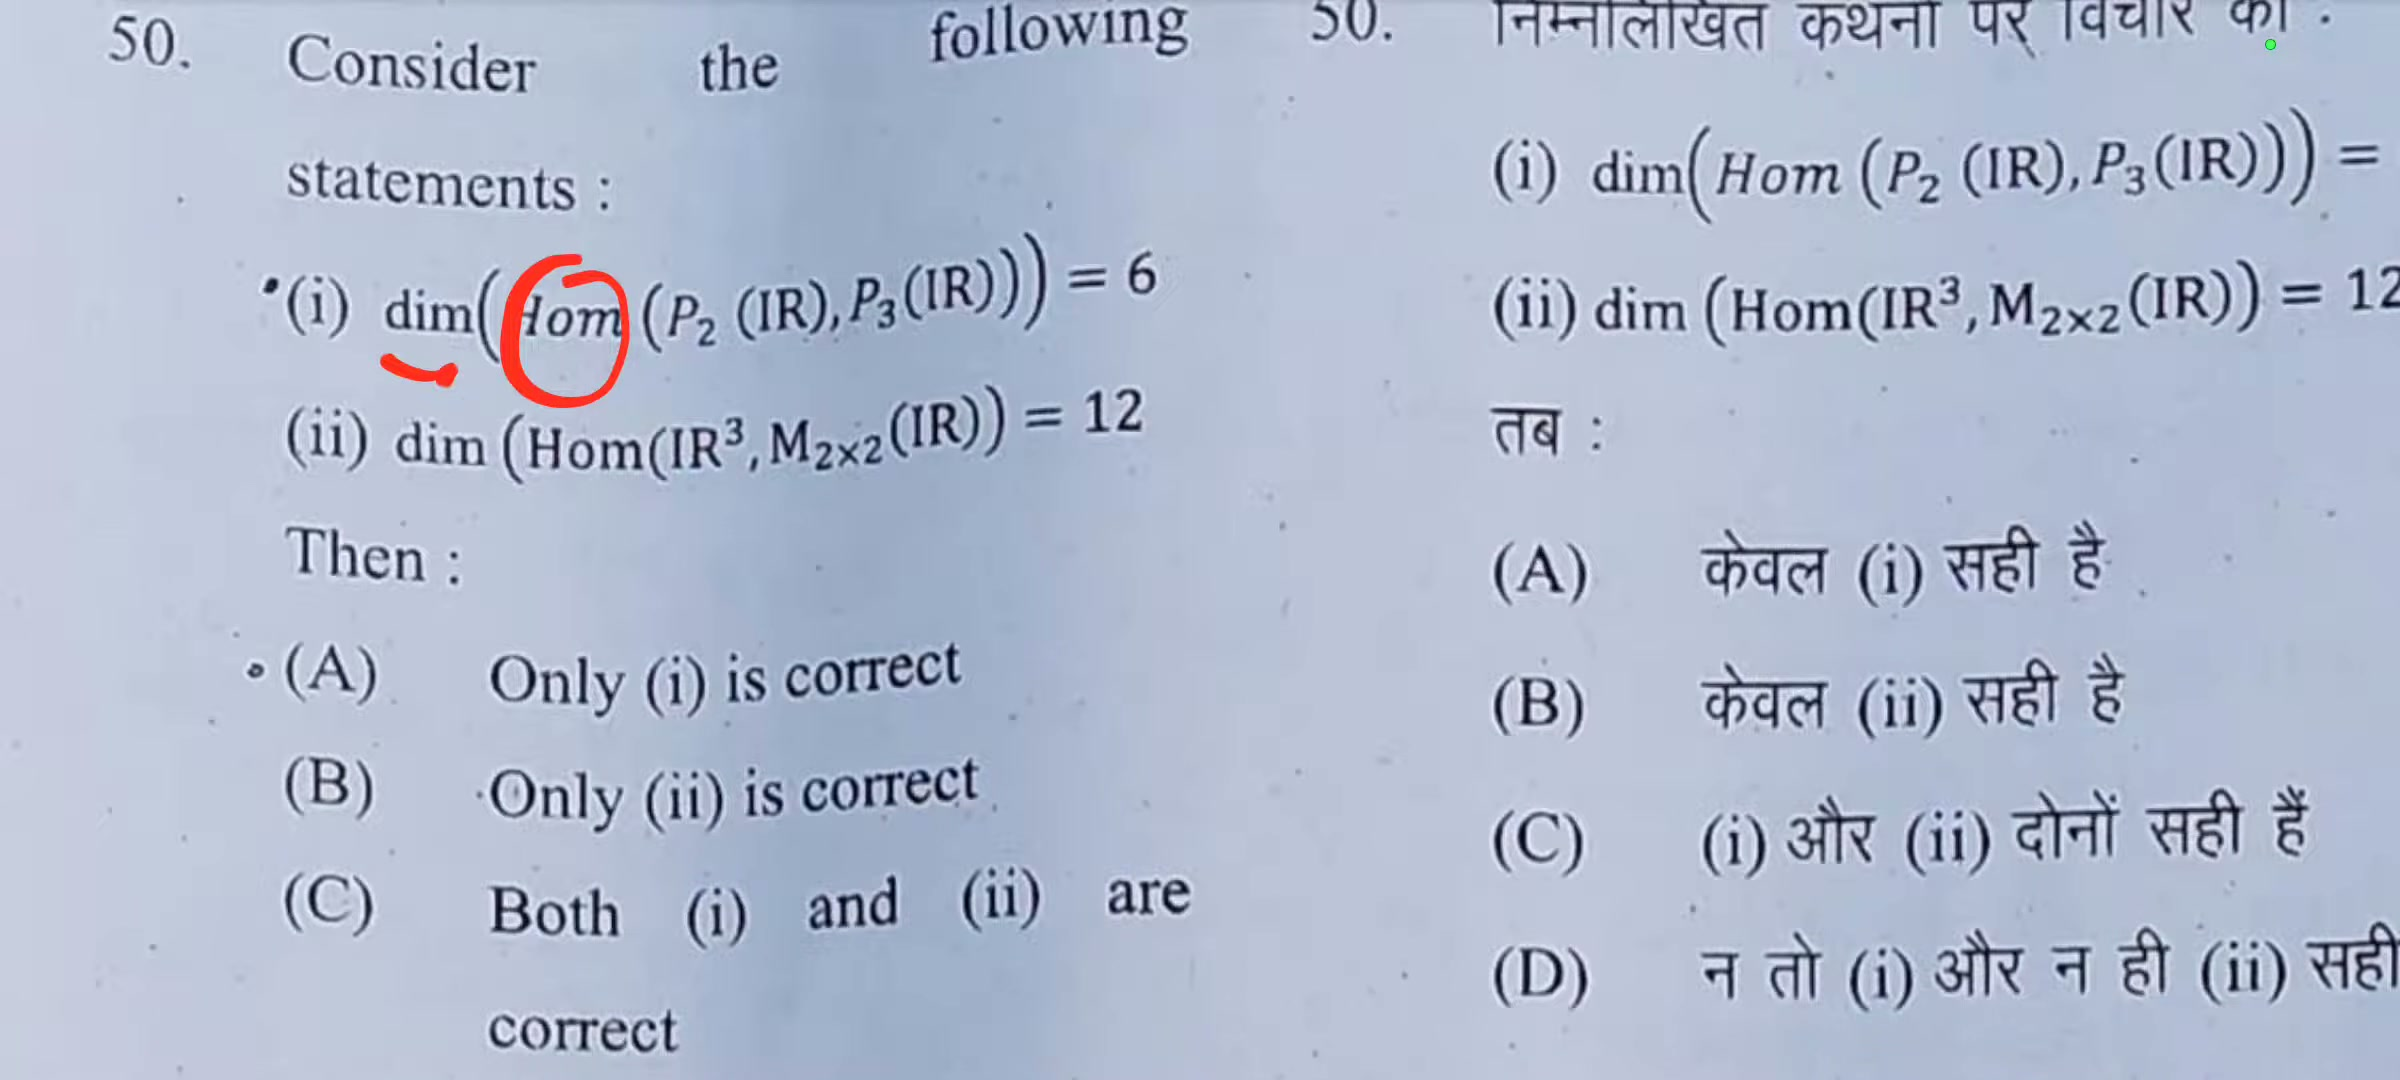 50. Consider the following
statements :
(i) dim(Hom (P₂ (IR), P₃(IR))) = 6
(ii) dim (Hom(IR³, M₂ₓ₂(IR)) = 12
Then :
(A) Only (i) is correct
(B) Only (ii) is correct
(C) Both (i) and (ii) are
correct
50. निम्नलिखित कथनों पर विचार करें :
(i) dim(Hom (P₂ (IR), P₃(IR))) =
(ii) dim (Hom(IR³, M₂ₓ₂(IR)) = 12
तब :
(A) केवल (i) सही है
(B) केवल (ii) सही है
(C) (i) और (ii) दोनों सही हैं
(D) न तो (i) और न ही (ii) सही